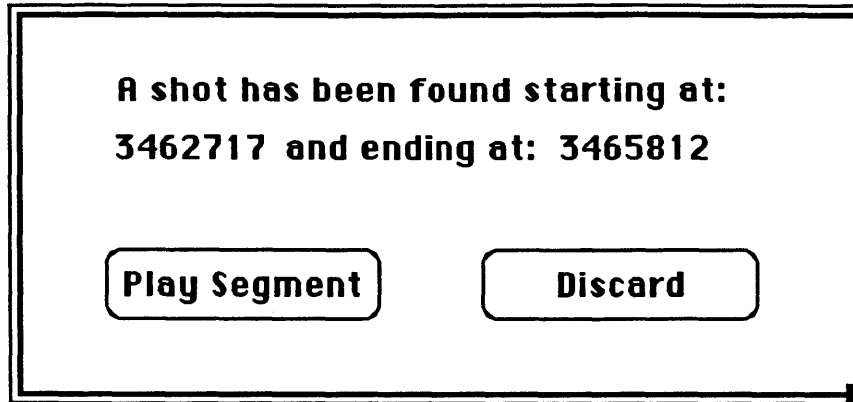 A shot has been found starting at:
3462717 and ending at: 3465812
Play Segment
Discard